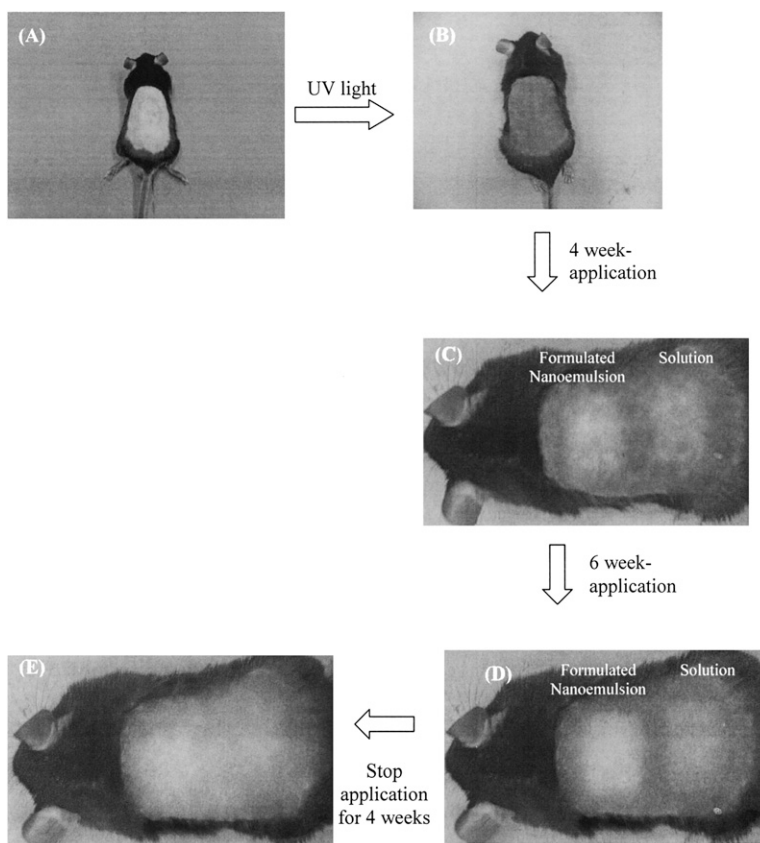 (A)
UV light
(B)
4 week-
application
(C)
Formulated
Nanoemulsion
Solution
6 week-
application
(D)
Formulated
Nanoemulsion
Solution
Stop
application
for 4 weeks
(E)